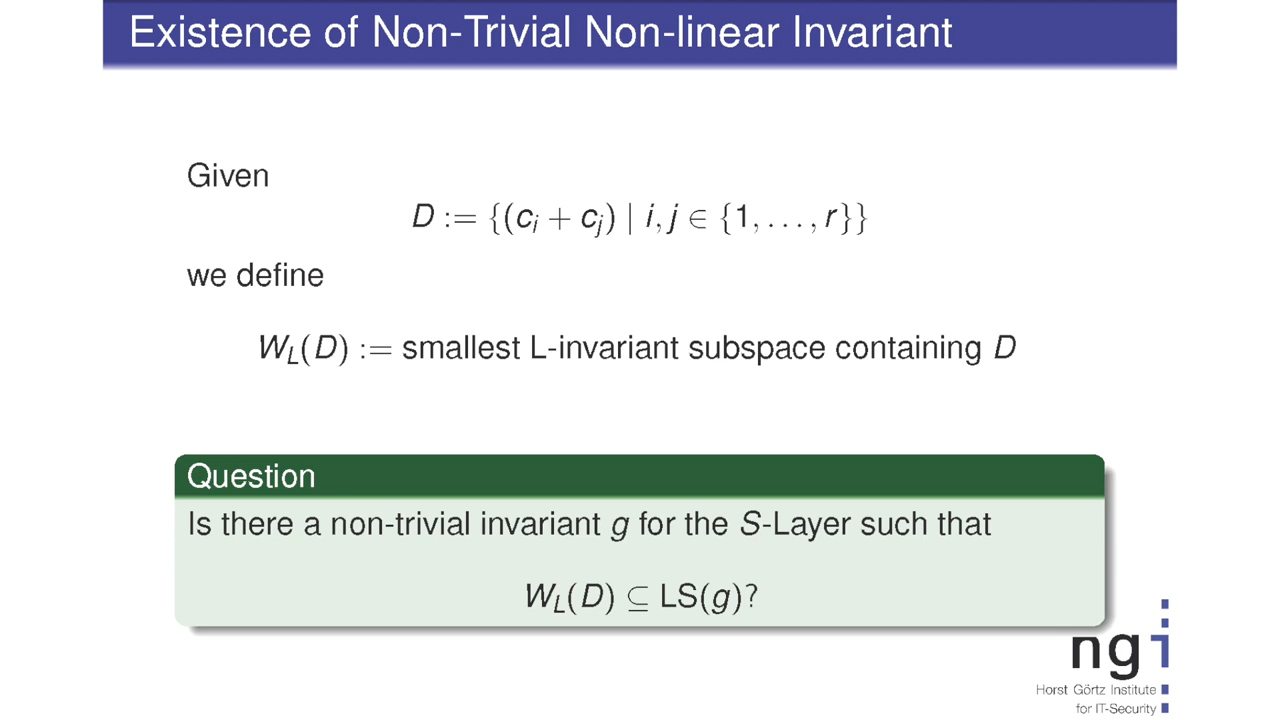 Existence of Non-Trivial Non-linear Invariant
Given
D := {(c_i + c_j) | i, j ∈ {1, . . . , r}}
we define
W_L(D) := smallest L-invariant subspace containing D
Question
Is there a non-trivial invariant g for the S-Layer such that
W_L(D) ⊆ LS(g)?
ngi
Horst Görtz Institute
for IT-Security